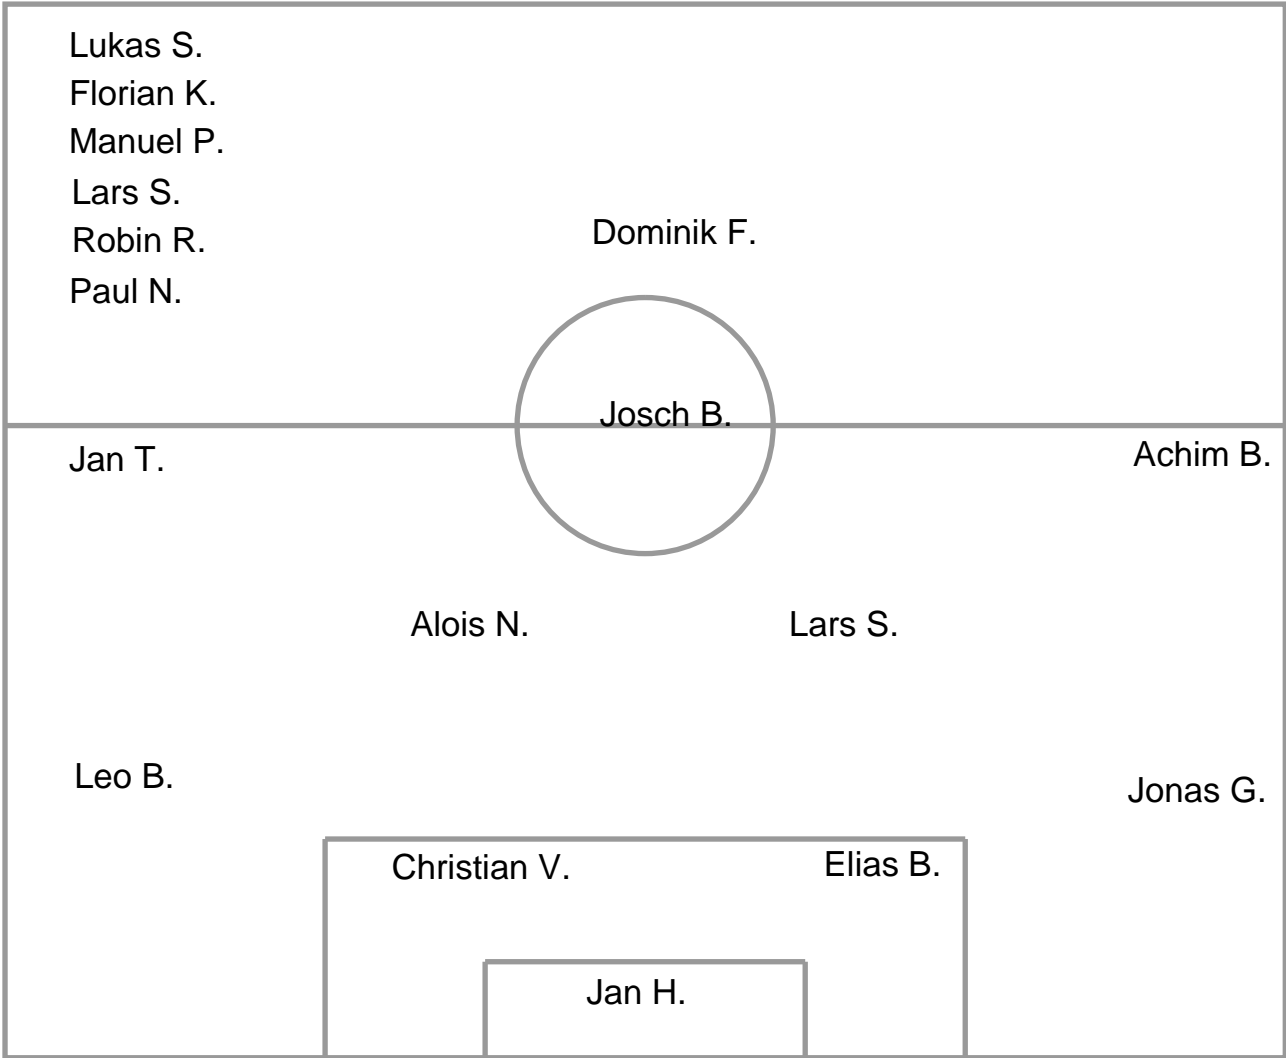 Lukas S.
Florian K.
Manuel P.
Lars S.
Robin R.
Dominik F.
Paul N.
Josch B.
Jan T.
Achim B.
Alois N.
Lars S.
Leo B.
Jonas G.
Christian V.
Elias B.
Jan H.